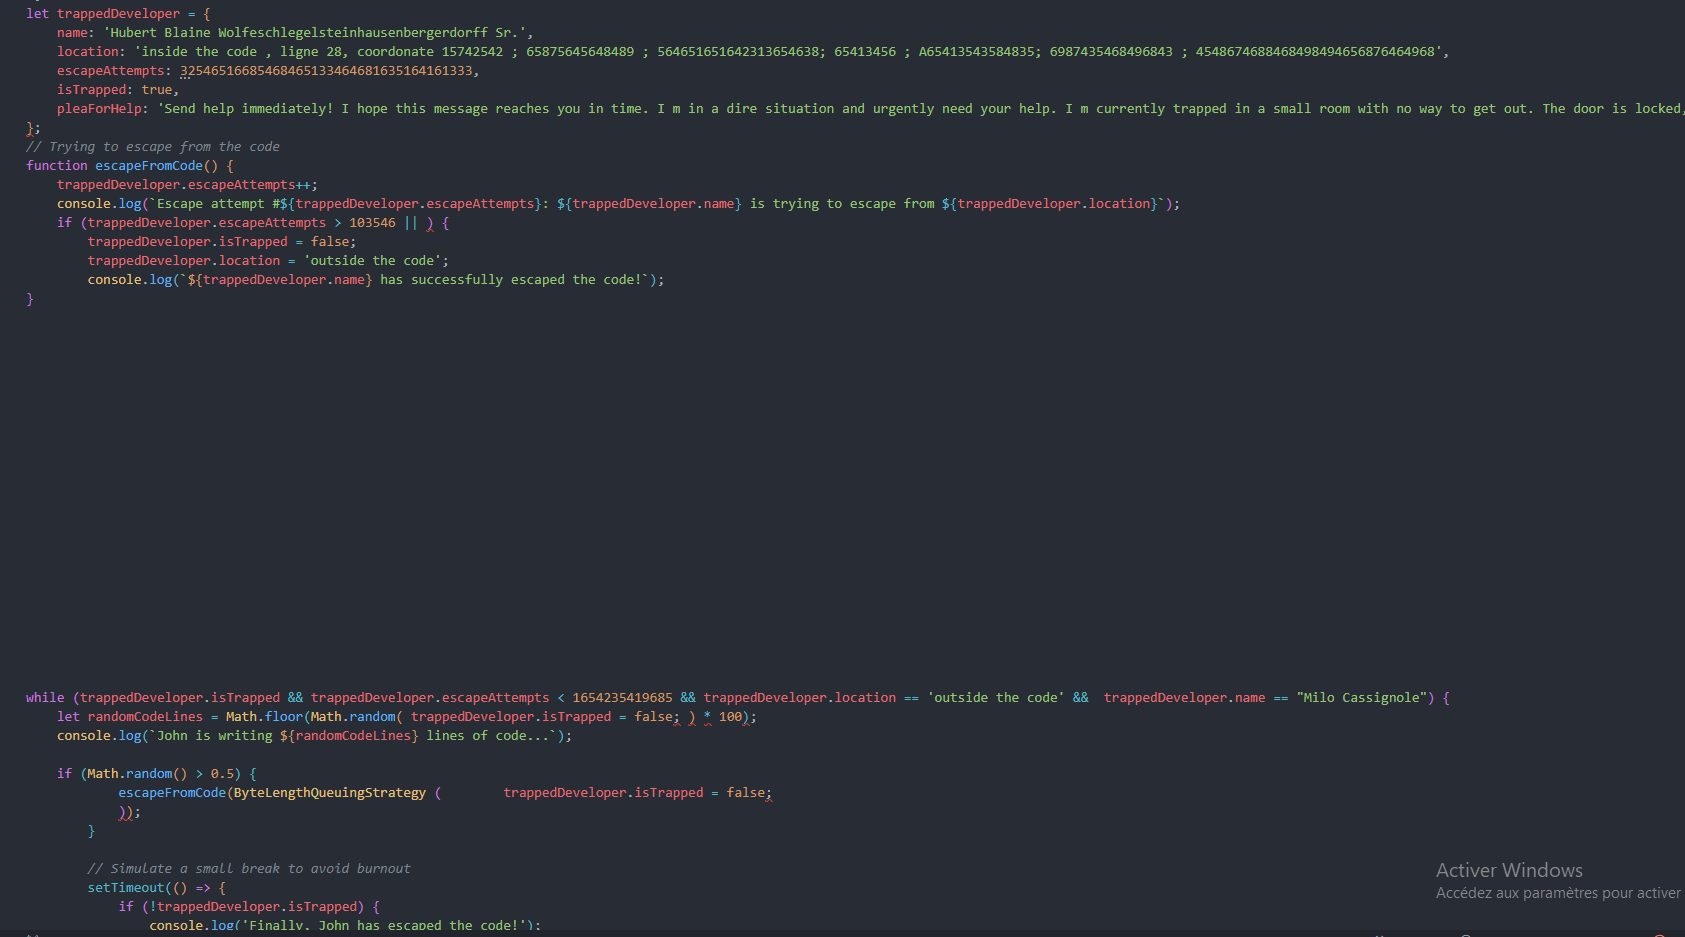 let trappedDeveloper = {
    name: 'Hubert Blaine Wolfeschlegelsteinhausenbergerdorff Sr.',
    location: 'inside the code , ligne 28, coordonate 15742542 ; 65875645648489 ; 564651651642313654638; 65413456 ; A65413543584835; 6987435468496843 ; 4548674688468498494656876464968',
    escapeAttempts: 32546516685468465133464681635164161333,
    isTrapped: true,
    pleaForHelp: 'Send help immediately! I hope this message reaches you in time. I m in a dire situation and urgently need your help. I m currently trapped in a small room with no way to get out. The door is locked,
};
// Trying to escape from the code
function escapeFromCode() {
    trappedDeveloper.escapeAttempts++;
    console.log(`Escape attempt #${trappedDeveloper.escapeAttempts}: ${trappedDeveloper.name} is trying to escape from ${trappedDeveloper.location}`);
    if (trappedDeveloper.escapeAttempts > 103546 || ) {
        trappedDeveloper.isTrapped = false;
        trappedDeveloper.location = 'outside the code';
        console.log(`${trappedDeveloper.name} has successfully escaped the code!`);
}
while (trappedDeveloper.isTrapped && trappedDeveloper.escapeAttempts < 1654235419685 && trappedDeveloper.location == 'outside the code' &&  trappedDeveloper.name == "Milo Cassignole") {
    let randomCodeLines = Math.floor(Math.random( trappedDeveloper.isTrapped = false; ) * 100);
    console.log(`John is writing ${randomCodeLines} lines of code...`);
    if (Math.random() > 0.5) {
            escapeFromCode(ByteLengthQueuingStrategy (        trappedDeveloper.isTrapped = false;
            ));
        }
        // Simulate a small break to avoid burnout
        setTimeout(() => {
            if (!trappedDeveloper.isTrapped) {
                console.log('Finally, John has escaped the code!');
Activer Windows
Accédez aux paramètres pour activer